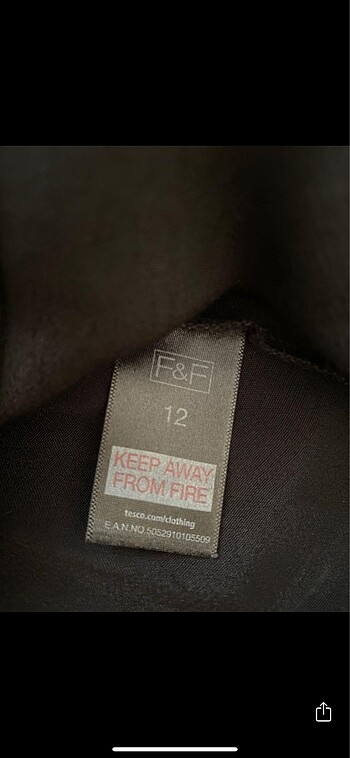 F&F
12
KEEP AWAY
FROM FIRE
tesco.com/clothing
E.A.N.NO 5052910105509